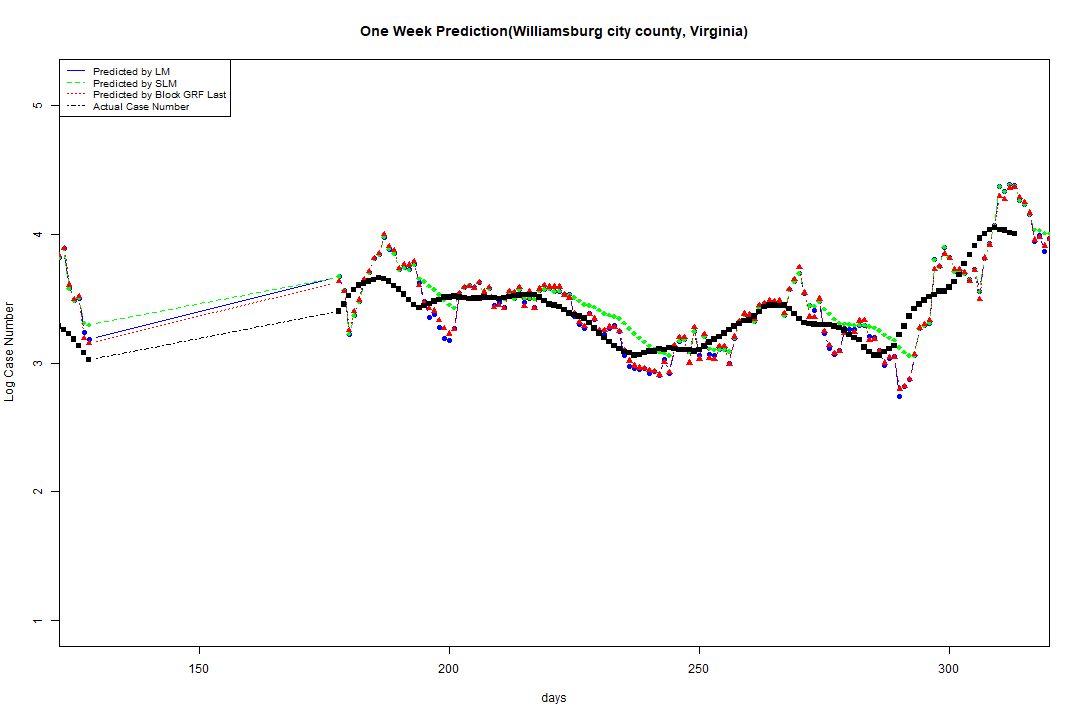 One Week Prediction(Williamsburg city county, Virginia)
Predicted by LM
Predicted by SLM
Predicted by Block GRF Last
Actual Case Number
5
4
3
2
1
Log Case Number
150
200
250
300
days